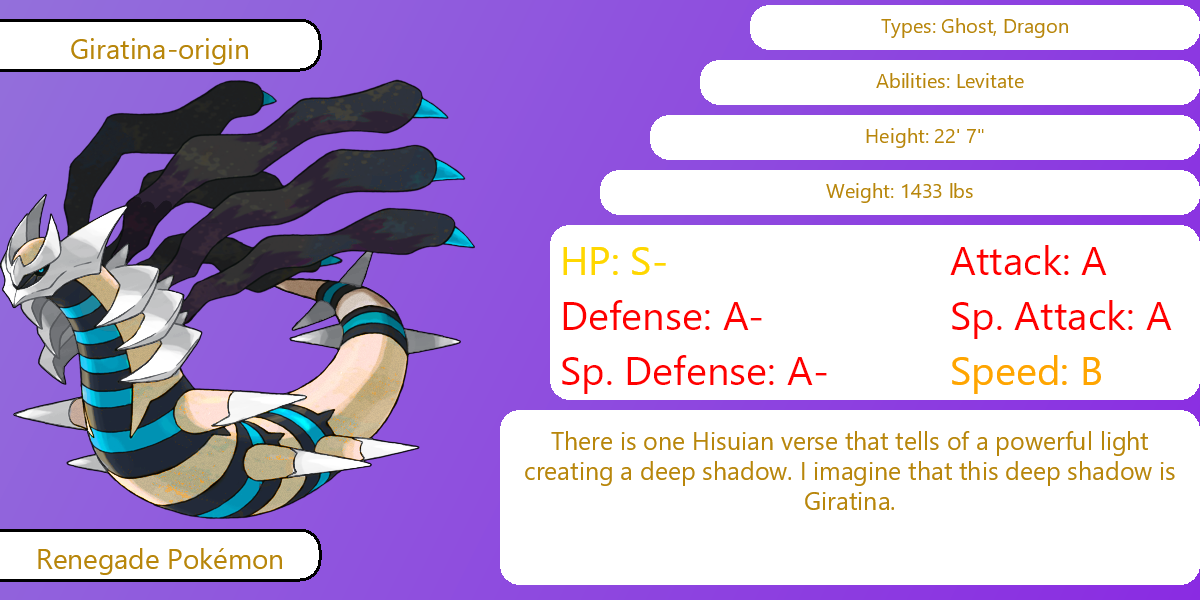 Giratina-origin
Types: Ghost, Dragon
Abilities: Levitate
Height: 22' 7"
Weight: 1433 lbs
HP: S-
Attack: A
Defense: A-
Sp. Attack: A
Sp. Defense: A-
Speed: B
There is one Hisuian verse that tells of a powerful light
creating a deep shadow. I imagine that this deep shadow is
Giratina.
Renegade Pokémon